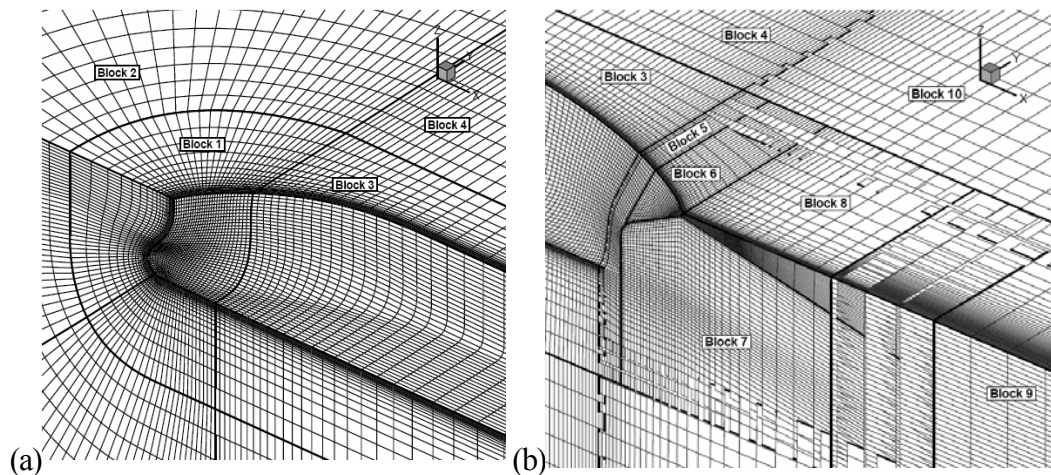 Z
Y
X
Block 2
Block 4
Block 1
Block 3
(a)
Block 4
Z
Y
X
Block 3
Block 10
Block 5
Block 6
Block 8
Block 7
Block 9
(b)